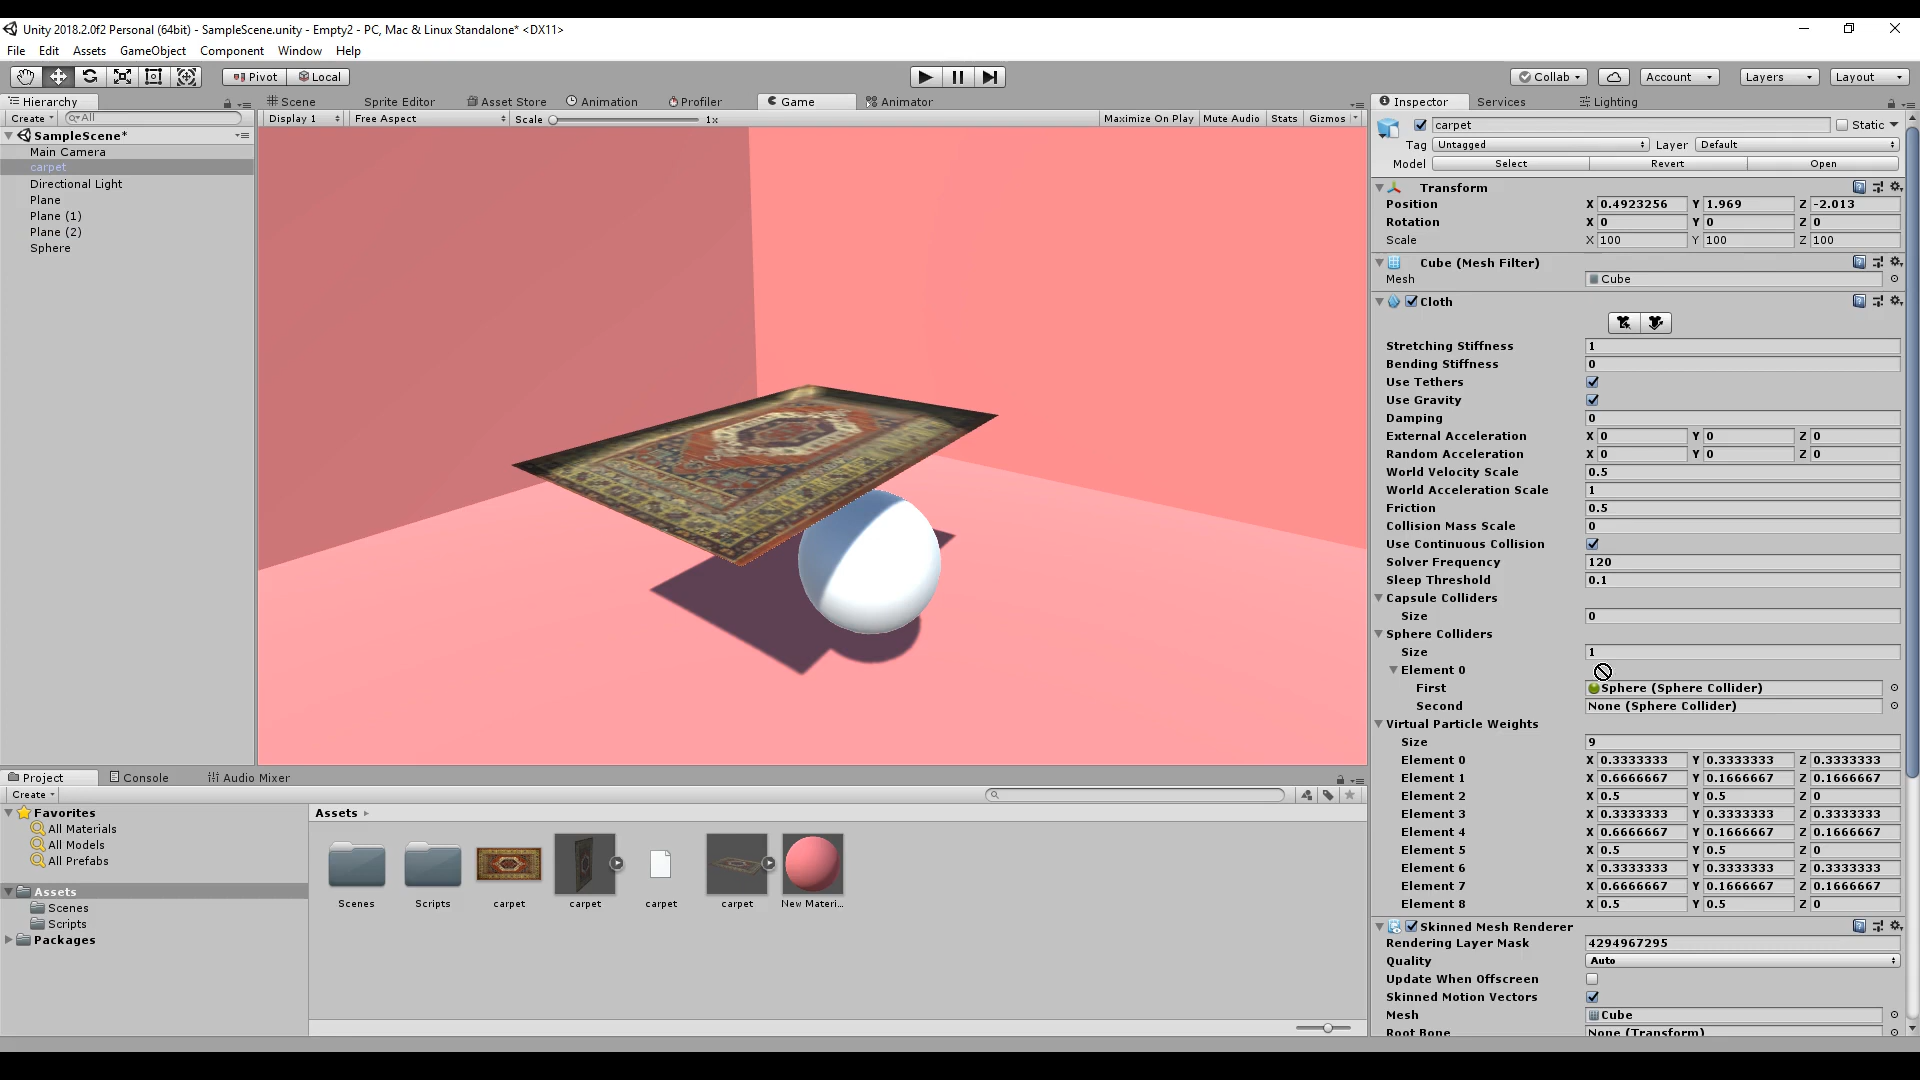 Unity 2018.2.0f2 Personal (64bit) - SampleScene.unity - Empty2 - PC, Mac & Linux Standalone* <DX11>
File Edit Assets GameObject Component Window Help
Pivot Local Collab Account Layers Layout
Hierarchy
Create All
SampleScene*
Main Camera
carpet
Directional Light
Plane
Plane (1)
Plane (2)
Sphere
Scene Sprite Editor Asset Store Animation Profiler Game Animator
Display 1 Free Aspect Scale 1x Maximize On Play Mute Audio Stats Gizmos
Project Console Audio Mixer
Create
Favorites
All Materials
All Models
All Prefabs
Assets
Scenes
Scripts
Packages
Assets
Scenes Scripts carpet carpet carpet carpet New Materi...
Inspector Services Lighting
carpet Static
Tag Untagged Layer Default
Model Select Revert Open
Transform
Position X 0.4923256 Y 1.969 Z -2.013
Rotation X 0 Y 0 Z 0
Scale X 100 Y 100 Z 100
Cube (Mesh Filter)
Mesh Cube
Cloth
Stretching Stiffness 1
Bending Stiffness 0
Use Tethers
Use Gravity
Damping 0
External Acceleration X 0 Y 0 Z 0
Random Acceleration X 0 Y 0 Z 0
World Velocity Scale 0.5
World Acceleration Scale 1
Friction 0.5
Collision Mass Scale 0
Use Continuous Collision
Solver Frequency 120
Sleep Threshold 0.1
Capsule Colliders
Size 0
Sphere Colliders
Size 1
Element 0
First Sphere (Sphere Collider)
Second None (Sphere Collider)
Virtual Particle Weights
Size 9
Element 0 X 0.3333333 Y 0.3333333 Z 0.3333333
Element 1 X 0.6666667 Y 0.1666667 Z 0.1666667
Element 2 X 0.5 Y 0.5 Z 0
Element 3 X 0.3333333 Y 0.3333333 Z 0.3333333
Element 4 X 0.6666667 Y 0.1666667 Z 0.1666667
Element 5 X 0.5 Y 0.5 Z 0
Element 6 X 0.3333333 Y 0.3333333 Z 0.3333333
Element 7 X 0.6666667 Y 0.1666667 Z 0.1666667
Element 8 X 0.5 Y 0.5 Z 0
Skinned Mesh Renderer
Rendering Layer Mask 4294967295
Quality Auto
Update When Offscreen
Skinned Motion Vectors
Mesh Cube
Root Bone None (Transform)